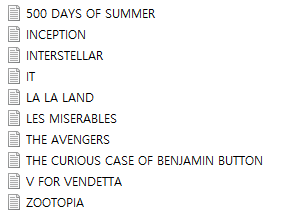 500 DAYS OF SUMMER
INCEPTION
INTERSTELLAR
IT
LA LA LAND
LES MISERABLES
THE AVENGERS
THE CURIOUS CASE OF BENJAMIN BUTTON
V FOR VENDETTA
ZOOTOPIA